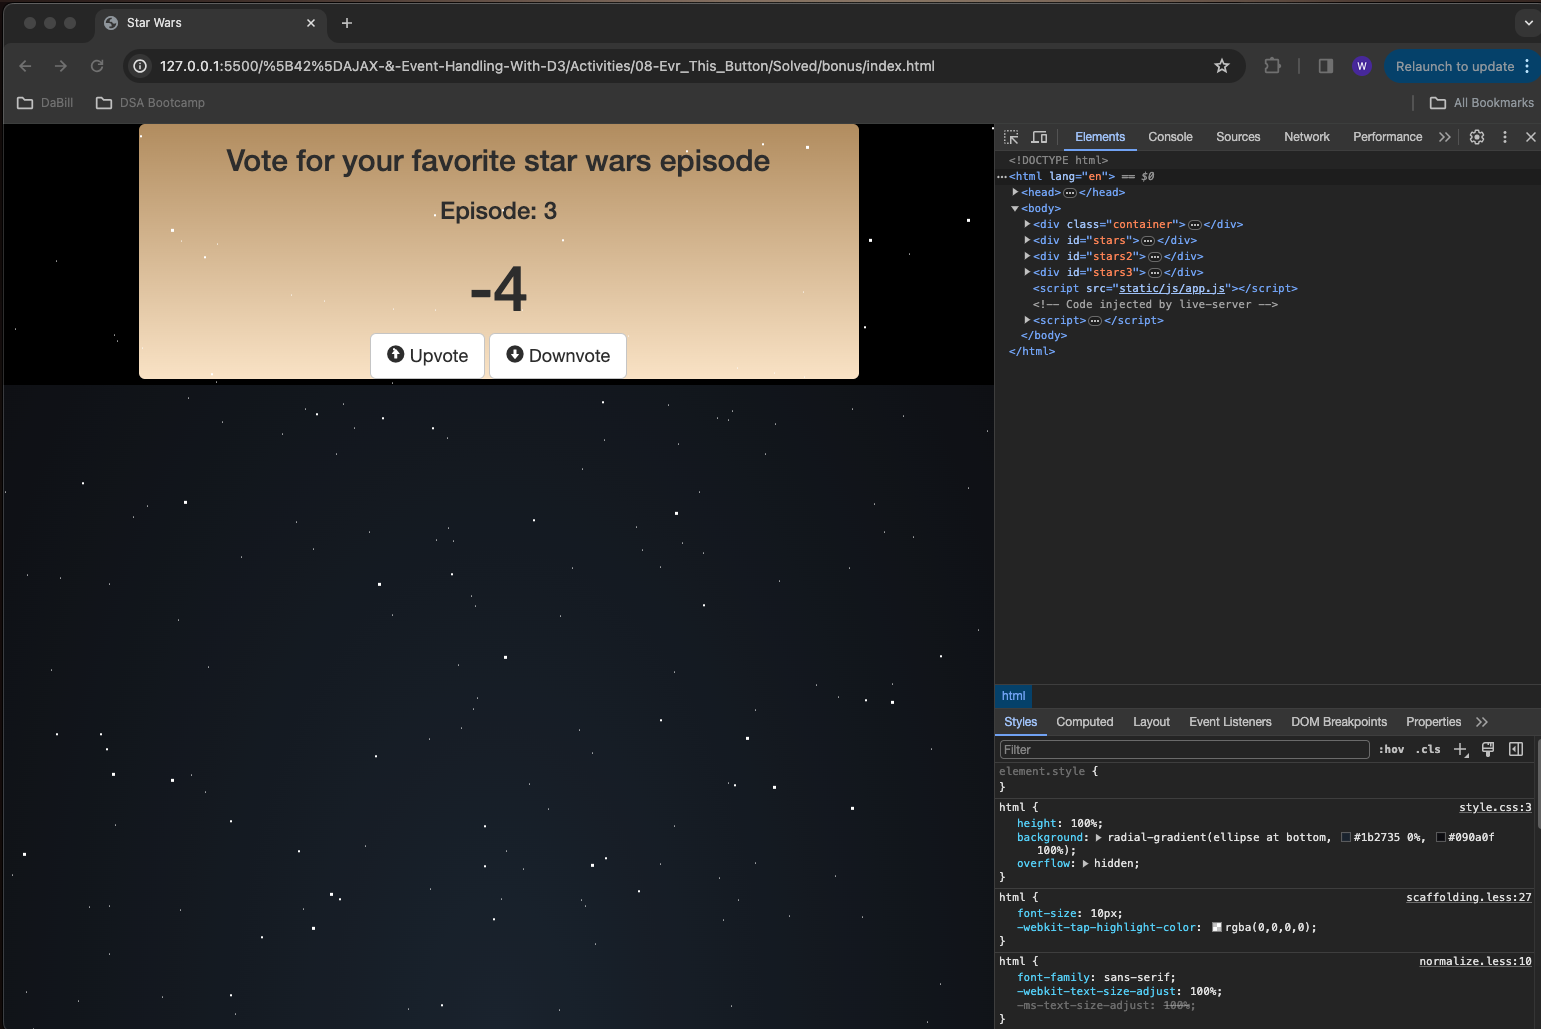 Star Wars
127.0.0.1:5500/%5B42%5DAJAX-&-Event-Handling-With-D3/Activities/08-Evr_This_Button/Solved/bonus/index.html
W
Relaunch to update
DaBill
DSA Bootcamp
All Bookmarks
Vote for your favorite star wars episode
Episode: 3
-4
Upvote
Downvote
Elements
Console
Sources
Network
Performance
<!DOCTYPE html>
<html lang="en"> == $0
<head>…</head>
<body>
<div class="container">…</div>
<div id="stars">…</div>
<div id="stars2">…</div>
<div id="stars3">…</div>
<script src="static/js/app.js"></script>
<!-- Code injected by live-server -->
<script>…</script>
</body>
</html>
html
Styles
Computed
Layout
Event Listeners
DOM Breakpoints
Properties
Filter
:hov
.cls
element.style {
}
html {
style.css:3
height: 100%;
background: radial-gradient(ellipse at bottom, #1b2735 0%, #090a0f
100%);
overflow: hidden;
}
html {
scaffolding.less:27
font-size: 10px;
-webkit-tap-highlight-color: rgba(0,0,0,0);
}
html {
normalize.less:10
font-family: sans-serif;
-webkit-text-size-adjust: 100%;
-ms-text-size-adjust: 100%;
}